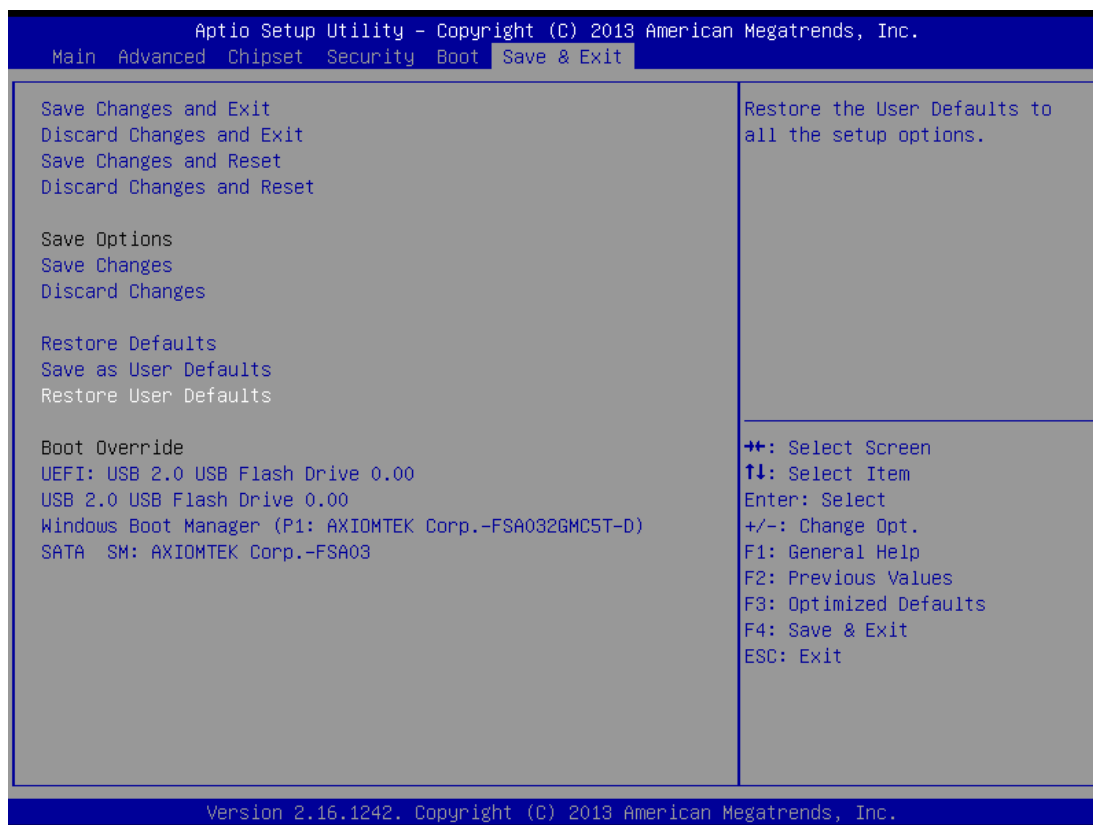 Aptio Setup Utility – Copyright (C) 2013 American Megatrends, Inc.
Main Advanced Chipset Security Boot Save & Exit
Save Changes and Exit
Discard Changes and Exit
Save Changes and Reset
Discard Changes and Reset
Save Options
Save Changes
Discard Changes
Restore Defaults
Save as User Defaults
Restore User Defaults
Boot Override
UEFI: USB 2.0 USB Flash Drive 0.00
USB 2.0 USB Flash Drive 0.00
Windows Boot Manager (P1: AXIOMTEK Corp.-FSA032GMC5T-D)
SATA SM: AXIOMTEK Corp.-FSA03
Restore the User Defaults to
all the setup options.
→←: Select Screen
↑↓: Select Item
Enter: Select
+/-: Change Opt.
F1: General Help
F2: Previous Values
F3: Optimized Defaults
F4: Save & Exit
ESC: Exit
Version 2.16.1242. Copyright (C) 2013 American Megatrends, Inc.